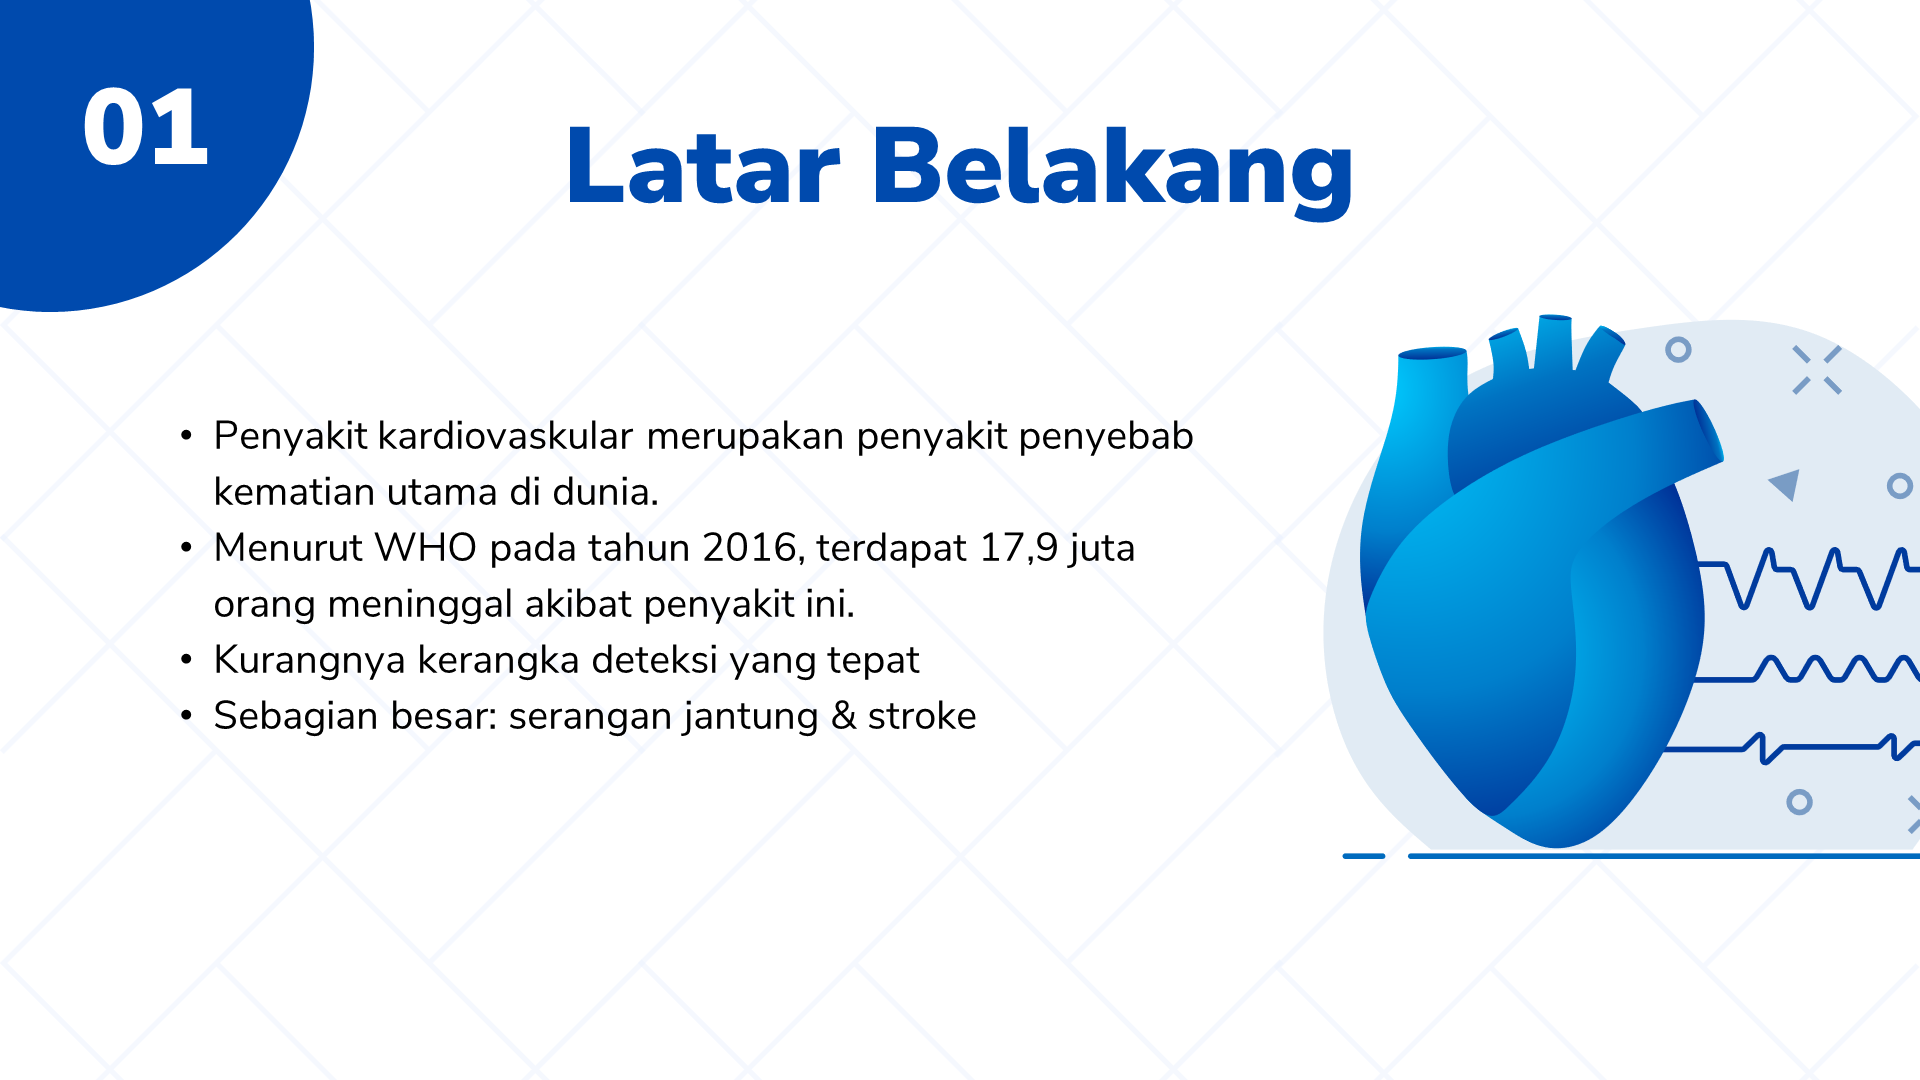 01
Latar Belakang
• Penyakit kardiovaskular merupakan penyakit penyebab
kematian utama di dunia.
• Menurut WHO pada tahun 2016, terdapat 17,9 juta
orang meninggal akibat penyakit ini.
• Kurangnya kerangka deteksi yang tepat
• Sebagian besar: serangan jantung & stroke